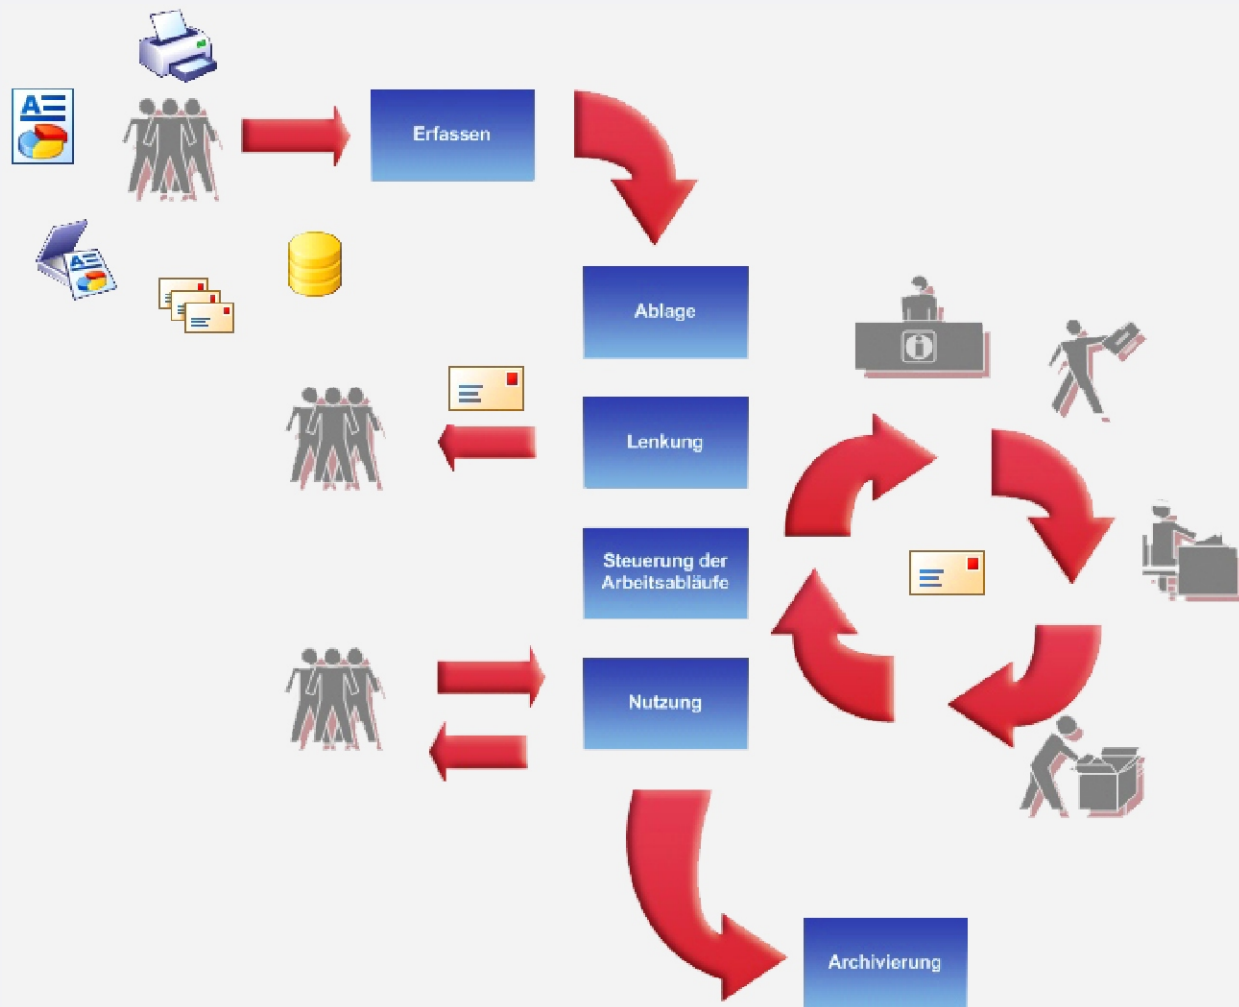 Erfassen
Ablage
Lenkung
Steuerung der
Arbeitsabläufe
Nutzung
Archivierung